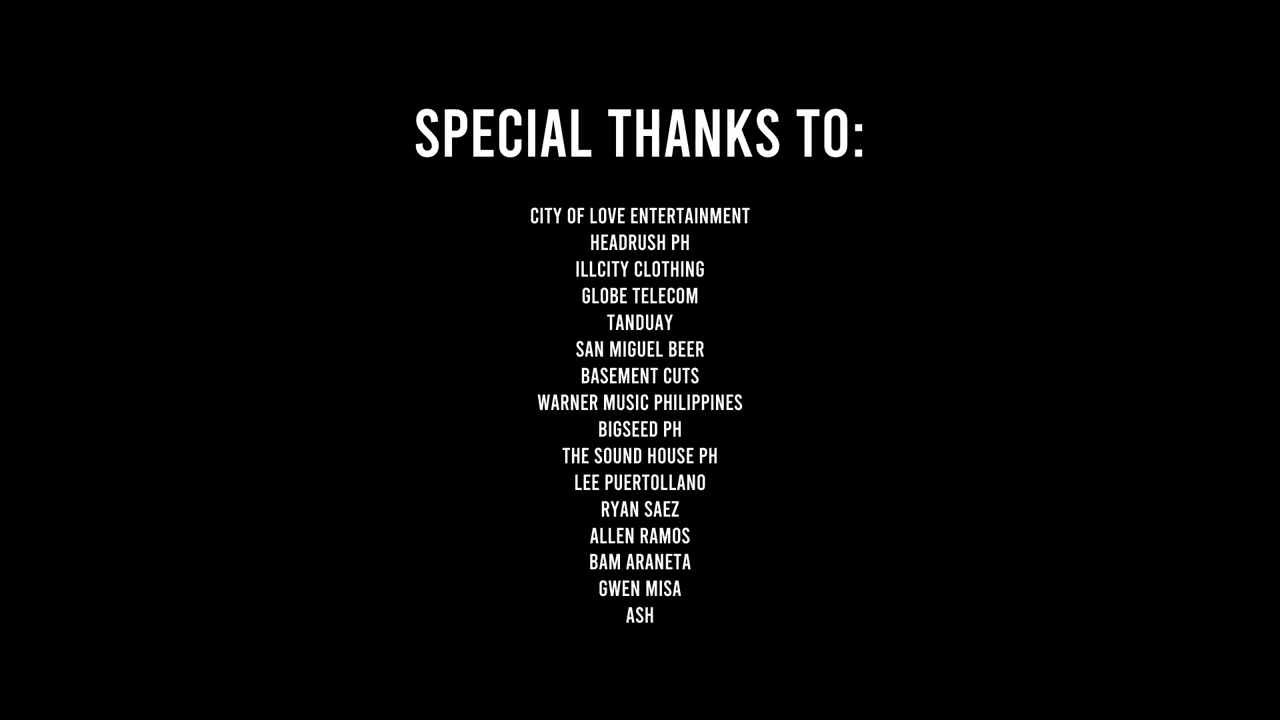 SPECIAL THANKS TO:
CITY OF LOVE ENTERTAINMENT
HEADRUSH PH
ILLCITY CLOTHING
GLOBE TELECOM
TANDUAY
SAN MIGUEL BEER
BASEMENT CUTS
WARNER MUSIC PHILIPPINES
BIGSEED PH
THE SOUND HOUSE PH
LEE PUERTOLLANO
RYAN SAEZ
ALLEN RAMOS
BAM ARANETA
GWEN MISA
ASH